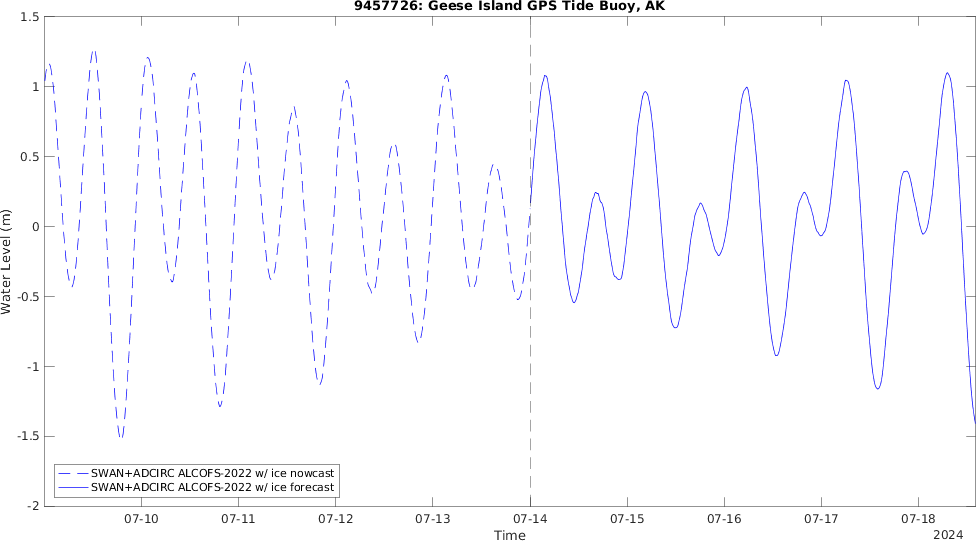 9457726: Geese Island GPS Tide Buoy, AK
1.5
1
0.5
0
-0.5
-1
-1.5
-2
Water Level (m)
SWAN+ADCIRC ALCOFS-2022 w/ ice nowcast
SWAN+ADCIRC ALCOFS-2022 w/ ice forecast
07-10 07-11 07-12 07-13 07-14 07-15 07-16 07-17 07-18
Time
2024